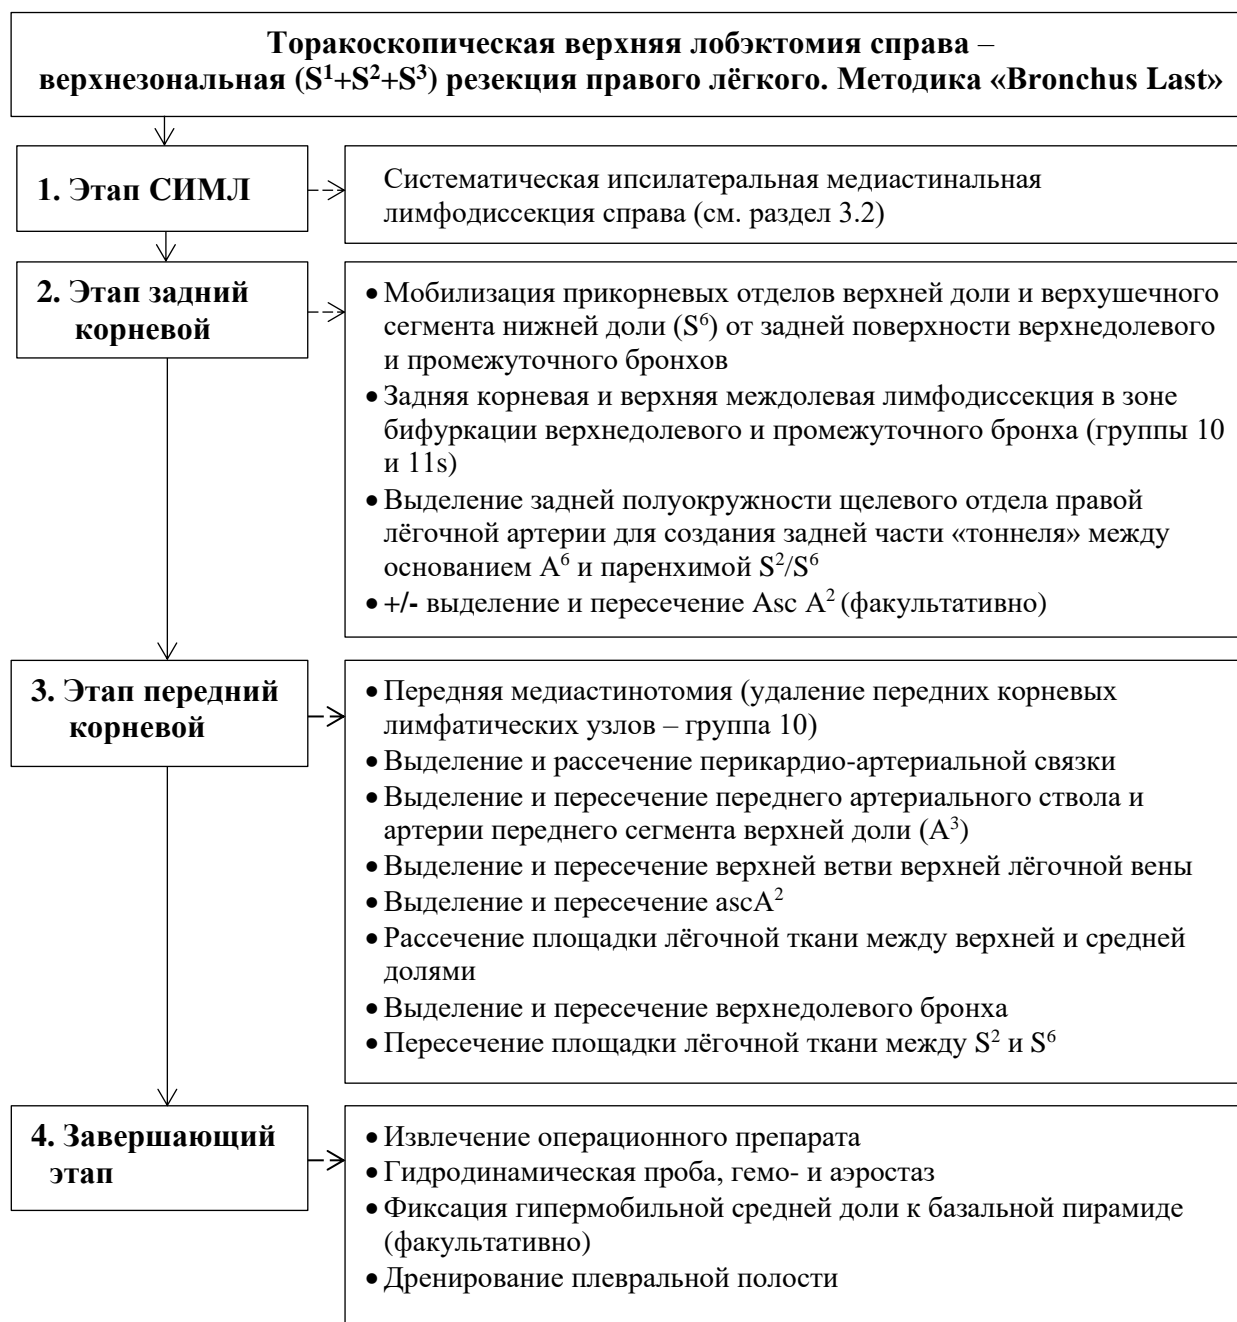 Торакоскопическая верхняя лобэктомия справа –
верхнезональная (S¹+S²+S³) резекция правого лёгкого. Методика «Bronchus Last»
1. Этап СИМЛ
Систематическая ипсилатеральная медиастинальная
лимфодиссекция справа (см. раздел 3.2)
2. Этап задний
корневой
• Мобилизация прикорневых отделов верхней доли и верхушечного
сегмента нижней доли (S⁶) от задней поверхности верхнедолевого
и промежуточного бронхов
• Задняя корневая и верхняя междолевая лимфодиссекция в зоне
бифуркации верхнедолевого и промежуточного бронха (группы 10
и 11s)
• Выделение задней полуокружности щелевого отдела правой
лёгочной артерии для создания задней части «тоннеля» между
основанием A⁶ и паренхимой S²/S⁶
• +/- выделение и пересечение Asc A² (факультативно)
3. Этап передний
корневой
• Передняя медиастинотомия (удаление передних корневых
лимфатических узлов – группа 10)
• Выделение и рассечение перикардио-артериальной связки
• Выделение и пересечение переднего артериального ствола и
артерии переднего сегмента верхней доли (A³)
• Выделение и пересечение верхней ветви верхней лёгочной вены
• Выделение и пересечение ascA²
• Рассечение площадки лёгочной ткани между верхней и средней
долями
• Выделение и пересечение верхнедолевого бронха
• Пересечение площадки лёгочной ткани между S² и S⁶
4. Завершающий
этап
• Извлечение операционного препарата
• Гидродинамическая проба, гемо- и аэростаз
• Фиксация гипермобильной средней доли к базальной пирамиде
(факультативно)
• Дренирование плевральной полости